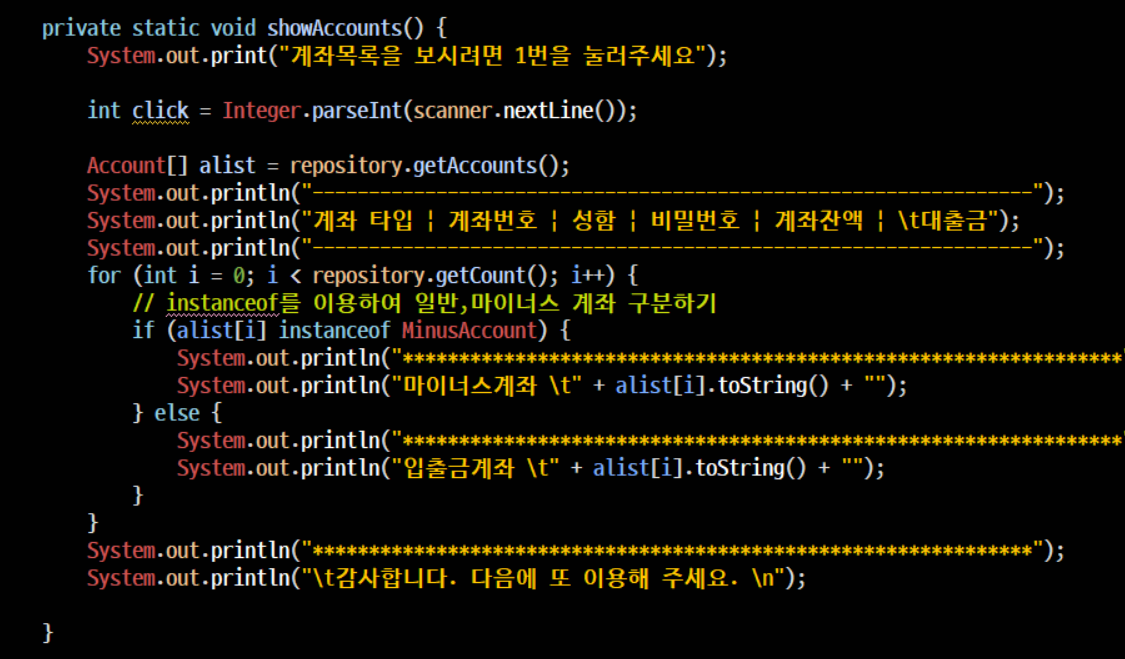 private static void showAccounts() {
System.out.print("계좌목록을 보시려면 1번을 눌러주세요");
int click = Integer.parseInt(scanner.nextLine());
Account[] alist = repository.getAccounts();
System.out.println("----------------------------------------------------------------");
System.out.println("계좌 타입 ¦ 계좌번호 ¦ 성함 ¦ 비밀번호 ¦ 계좌잔액 ¦ \t대출금");
System.out.println("----------------------------------------------------------------");
for (int i = 0; i < repository.getCount(); i++) {
// instanceof를 이용하여 일반,마이너스 계좌 구분하기
if (alist[i] instanceof MinusAccount) {
System.out.println("****************************************************************"
System.out.println("마이너스계좌 \t" + alist[i].toString() + "");
} else {
System.out.println("****************************************************************"
System.out.println("입출금계좌 \t" + alist[i].toString() + "");
}
}
System.out.println("****************************************************************");
System.out.println("\t감사합니다. 다음에 또 이용해 주세요. \n");
}